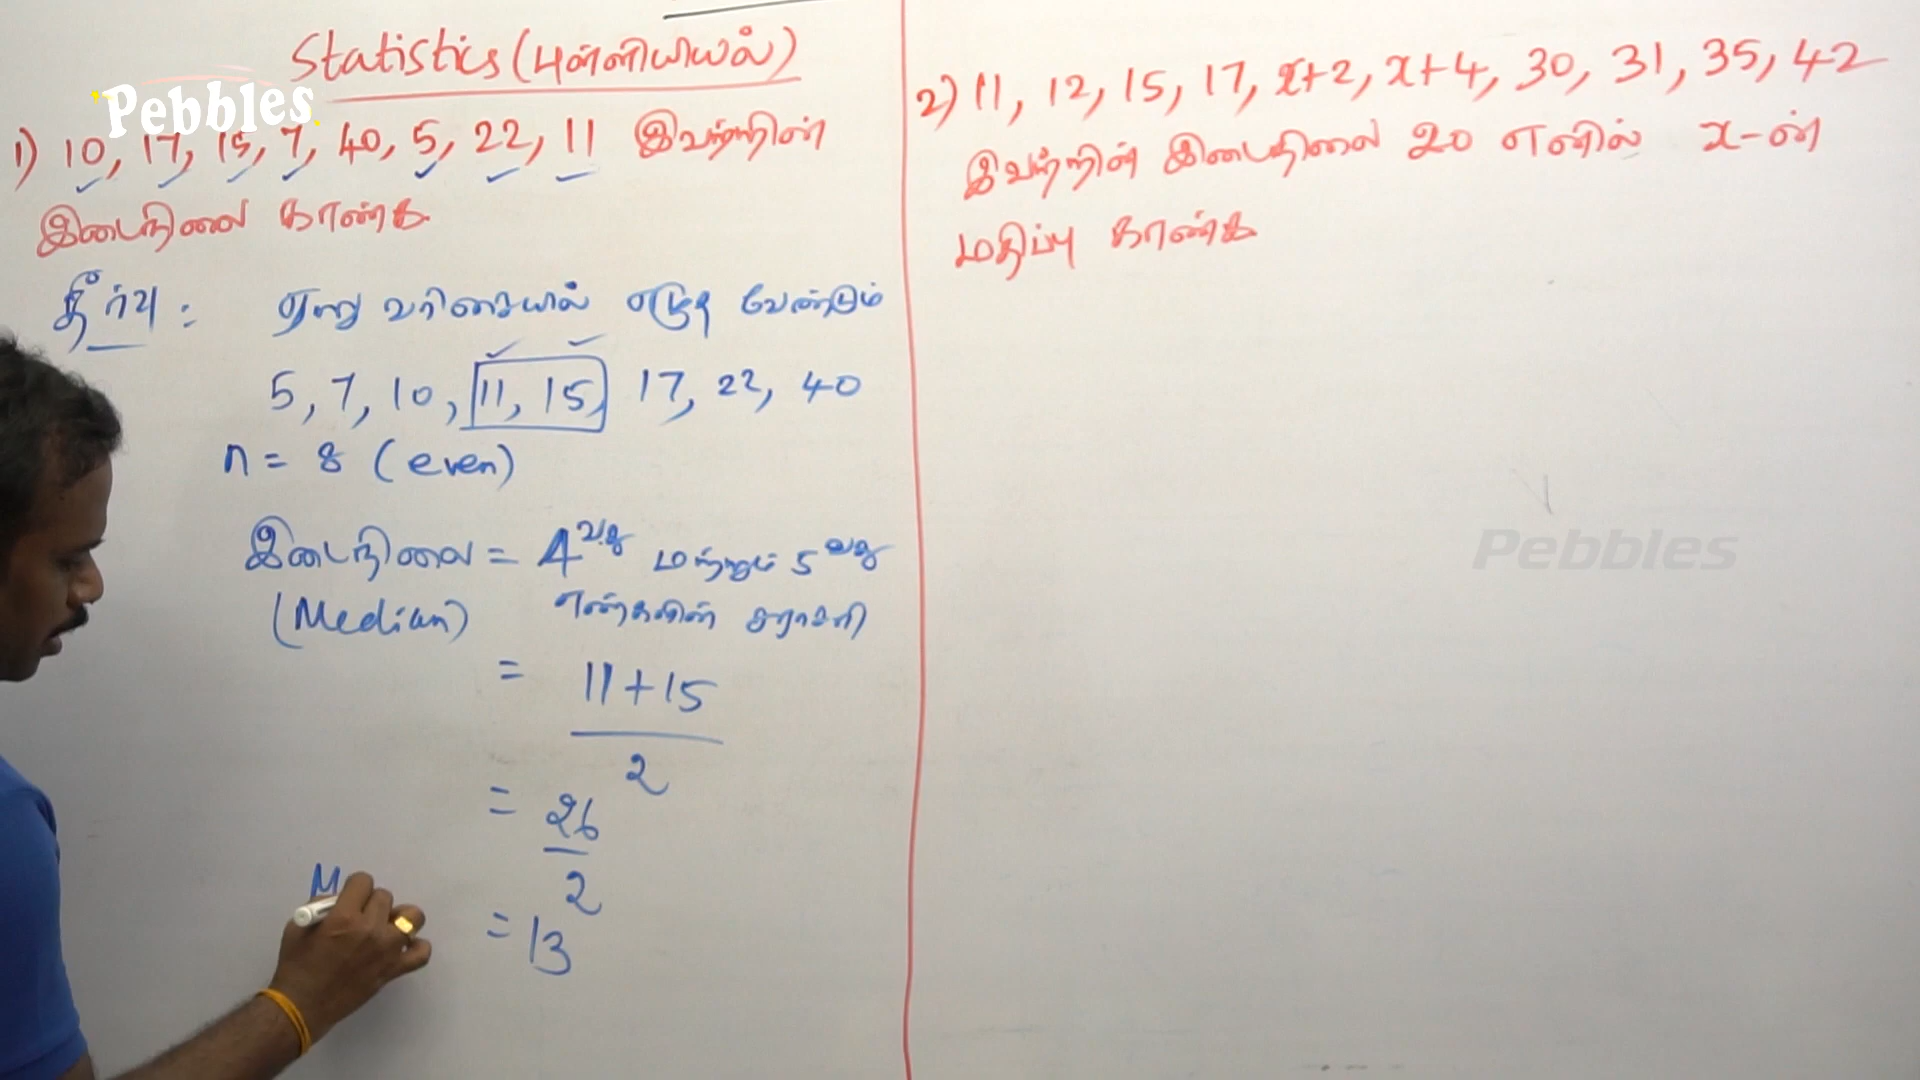 Statistics (புள்ளியியல்)
Pebbles
1) 10, 17, 15, 7, 40, 5, 22, 11 இவற்றின்
இடைநிலை காண்க
தீர்வு : ஏறு வரிசையில் எழுத வேண்டும்
5, 7, 10, 11, 15, 17, 22, 40
n = 8 (even)
இடைநிலை = 4வது மற்றும் 5வது
(Median) எண்களின் சராசரி
= 11+15
2
= 26
2
= 13
M
2) 11, 12, 15, 17, x+2, x+4, 30, 31, 35, 42
இவற்றின் இடைநிலை 20 எனில் x-ன்
மதிப்பு காண்க
Pebbles